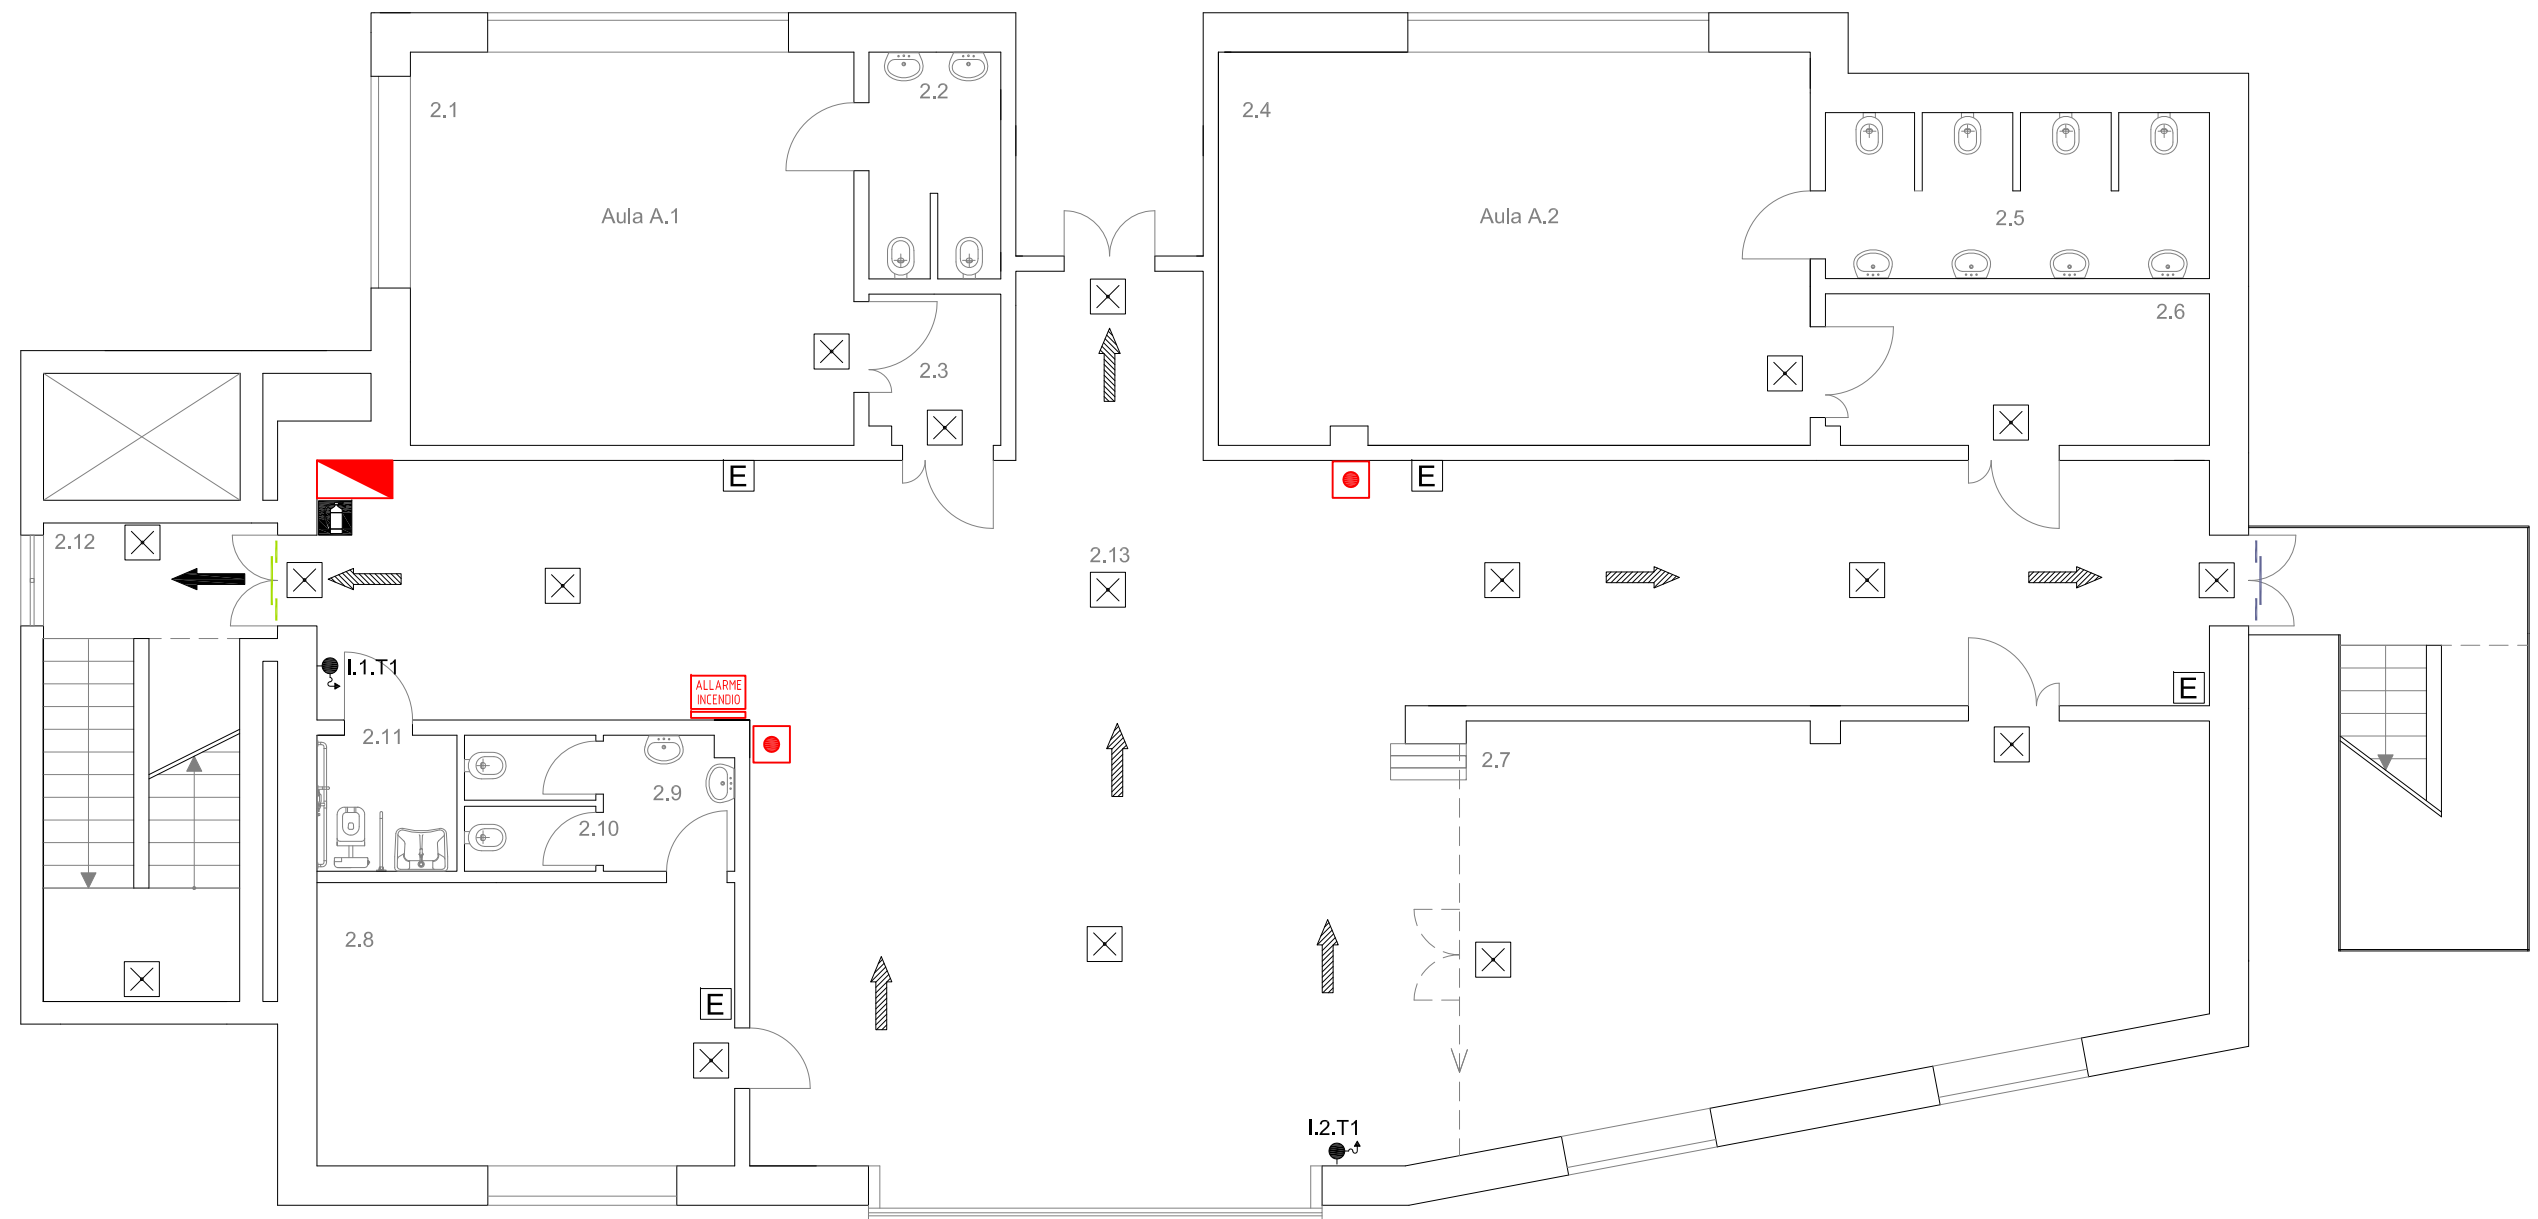 2.2
2.1
2.4
Aula A.1
Aula A.2
2.5
2.6
2.3
E
E
2.12
2.13
I.1.T1
ALLARME
INCENDIO
E
2.11
2.7
2.9
2.10
2.8
E
I.2.T1